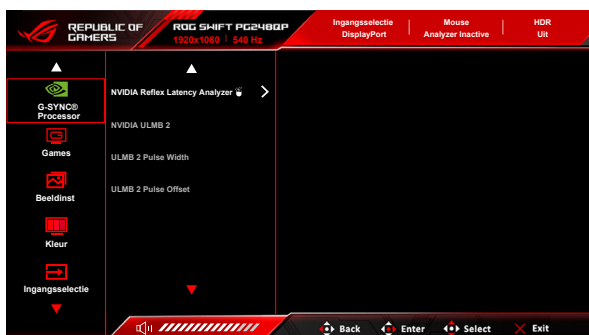 REPUBLIC OF
GAMERS
ROG SWIFT PG248QP
1920x1080 | 540 Hz
Ingangsselectie
DisplayPort
Mouse
Analyzer Inactive
HDR
Uit
G-SYNC®
Processor
Games
Beeldinst
Kleur
Ingangsselectie
NVIDIA Reflex Latency Analyzer
NVIDIA ULMB 2
ULMB 2 Pulse Width
ULMB 2 Pulse Offset
Back
Enter
Select
Exit